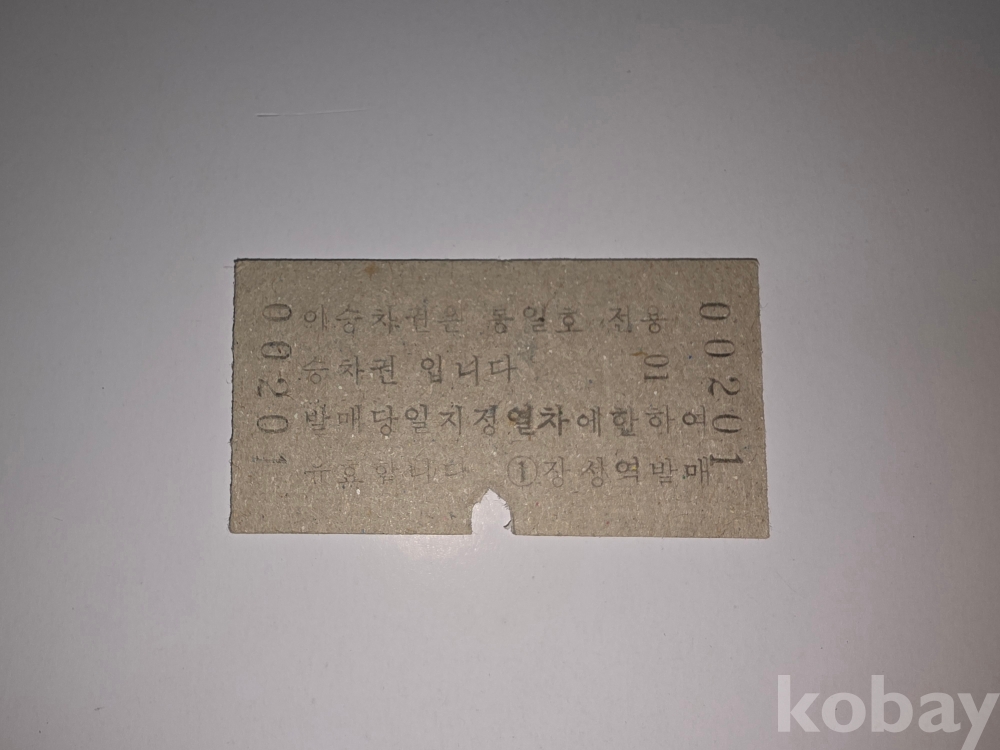 이승차권은 통일호 전용
승차권 입니다
발매당일지정열차에한하여
유효합니다 ①장성역발매
00201
01
00201
kobay